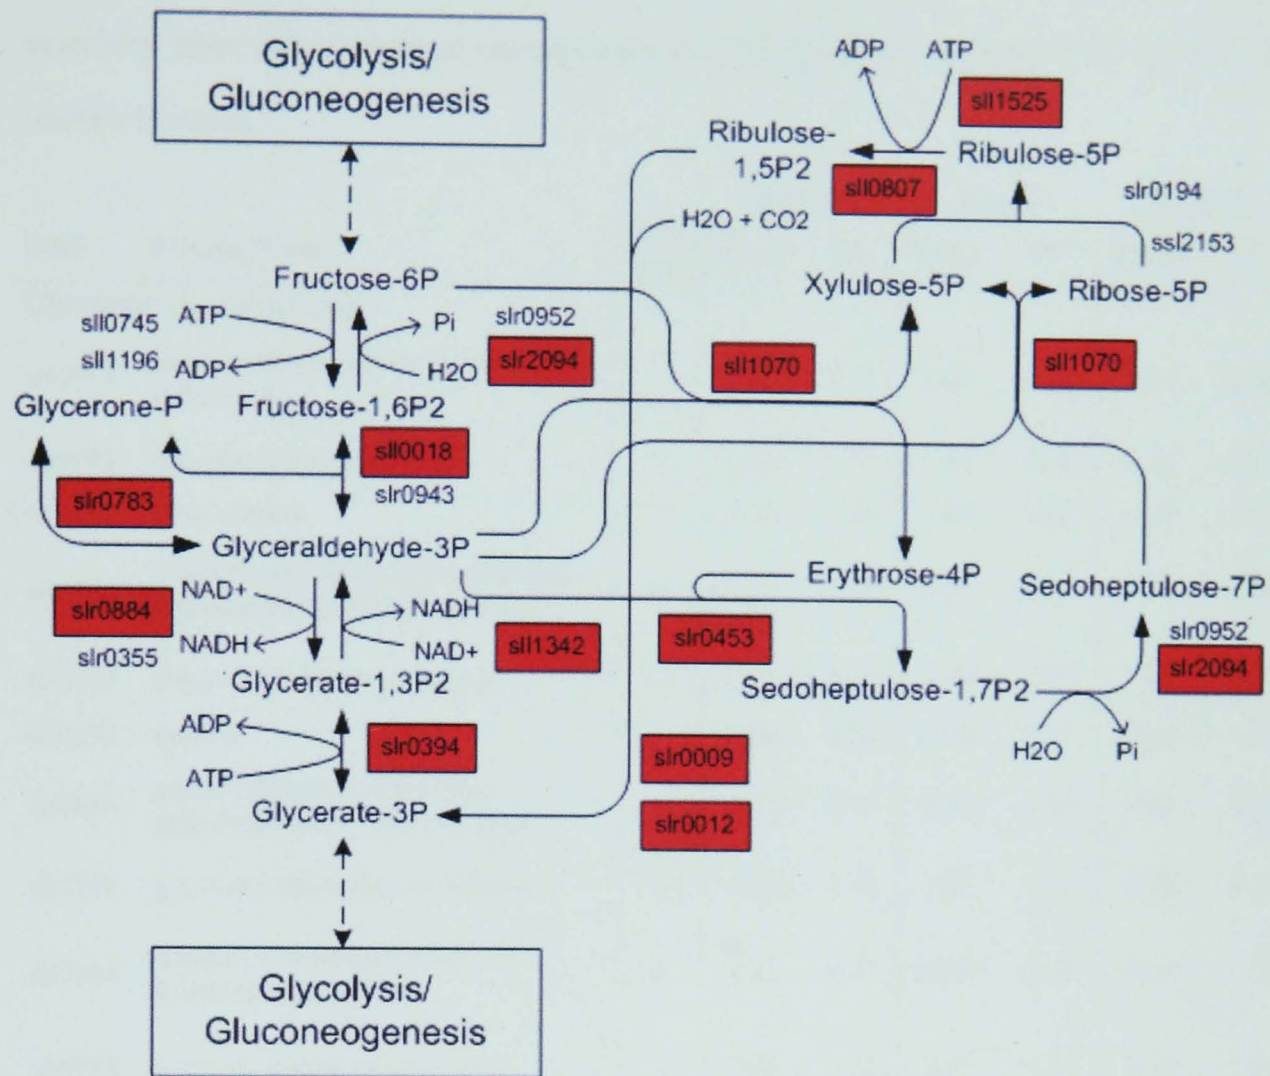 Glycolysis/
Gluconeogenesis
ADP ATP
sll1525
Ribulose-
1,5P2
Ribulose-5P
sll0807
slr0194
H2O + CO2
ssl2153
Fructose-6P
Xylulose-5P
Ribose-5P
sll0745
ATP
Pi
slr0952
sll1196
ADP
H2O
slr2094
sll1070
sll1070
Glycerone-P
Fructose-1,6P2
sll0018
slr0943
slr0783
Glyceraldehyde-3P
Erythrose-4P
Sedoheptulose-7P
NAD+
NADH
slr0884
slr0355
NADH
NAD+
sll1342
slr0453
slr0952
slr2094
Glycerate-1,3P2
Sedoheptulose-1,7P2
ADP
ATP
slr0394
H2O
Pi
slr0009
slr0012
Glycerate-3P
Glycolysis/
Gluconeogenesis